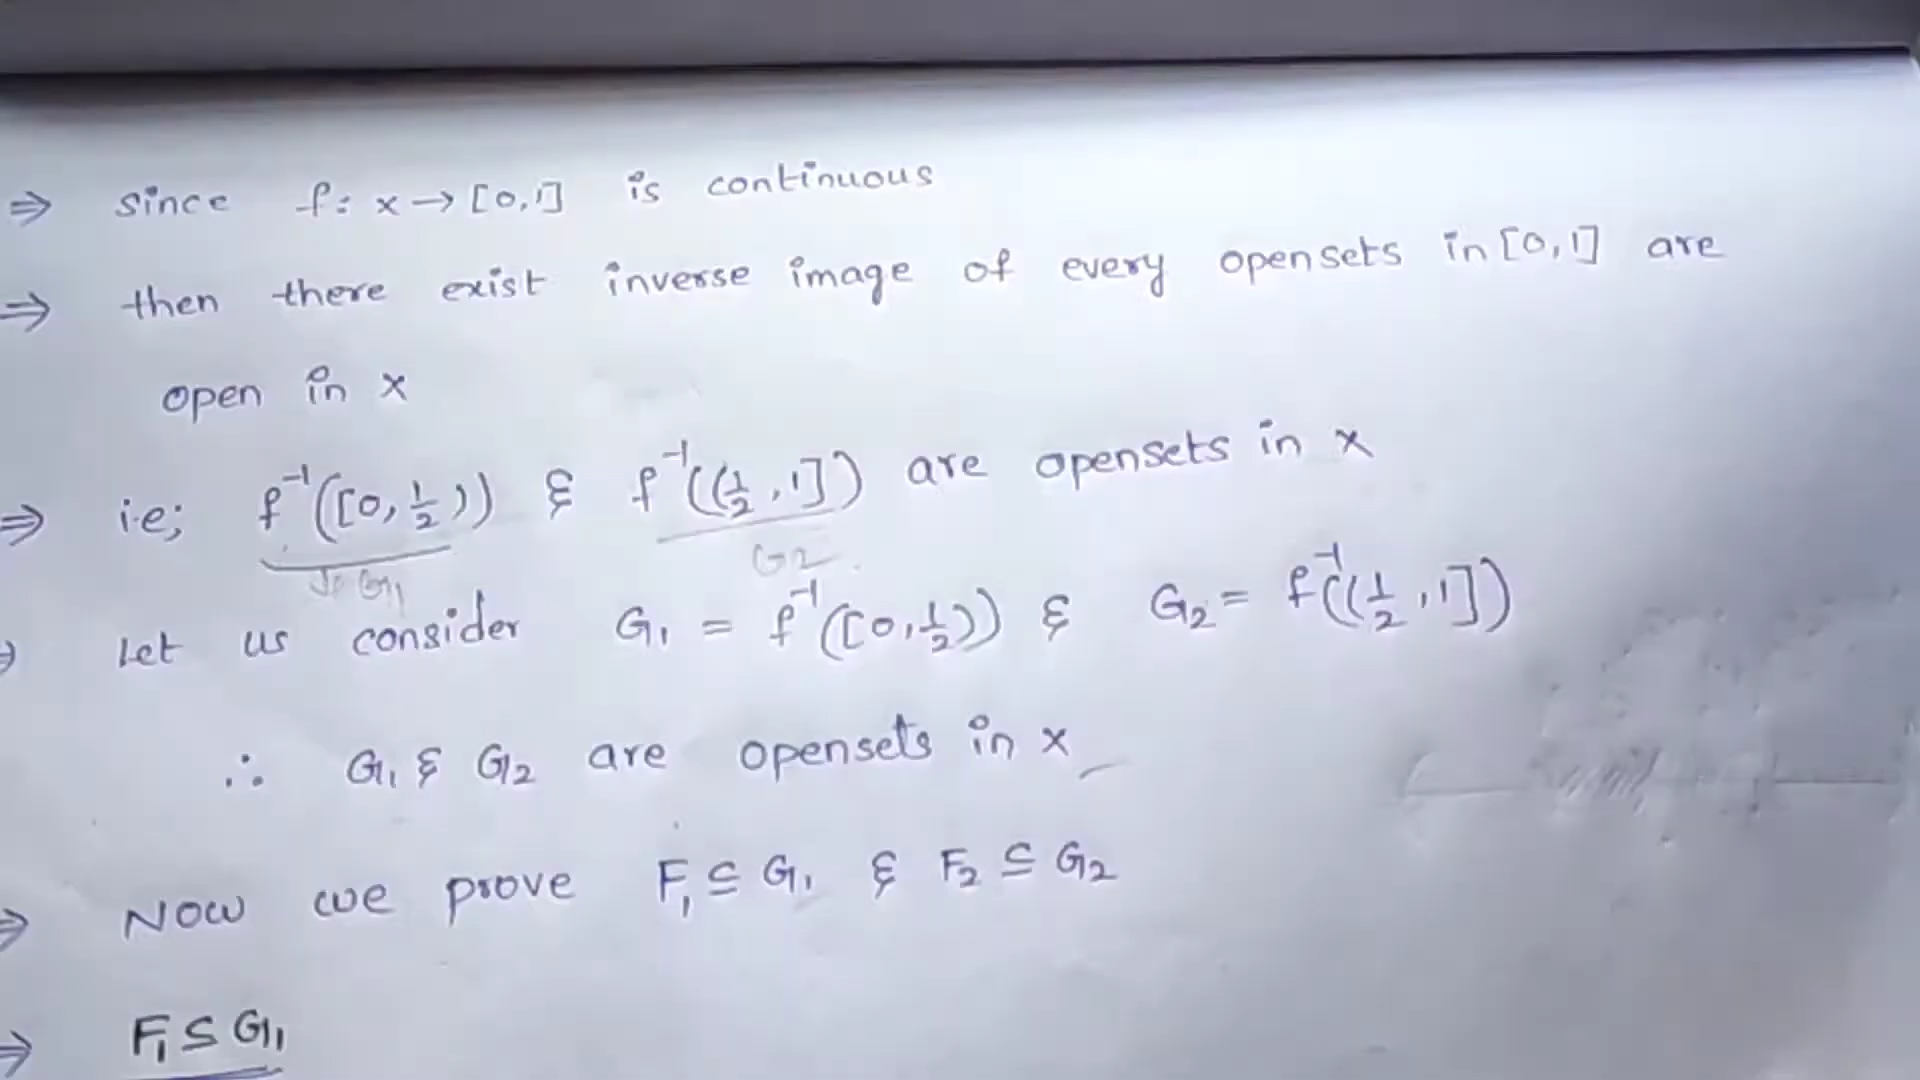 ⇒ since f: x → [0,1] is continuous
⇒ then there exist inverse image of every opensets in [0,1] are
open in x
⇒ i.e; f⁻¹([0,½)) & f⁻¹((½,1]) are opensets in x
G1 G2
⇒ Let us consider G₁ = f⁻¹([0,½)) & G₂ = f⁻¹((½,1])
∴ G₁ & G₂ are opensets in x
⇒ NOW we prove F₁ ⊆ G₁ & F₂ ⊆ G₂
⇒ F₁ ⊆ G₁